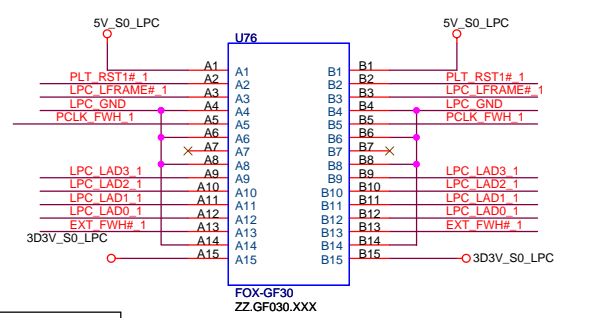 5V_S0_LPC 5V_S0_LPC
U76
A1 A1 B1 B1
PLT_RST1#_1 A2 A2 B2 B2 PLT_RST1#_1
LPC_LFRAME#_1 A3 A3 B3 B3 LPC_LFRAME#_1
LPC_GND A4 A4 B4 B4 LPC_GND
PCLK_FWH_1 A5 A5 B5 B5 PCLK_FWH_1
A6 A6 B6 B6
A7 A7 B7 B7
A8 A8 B8 B8
LPC_LAD3_1 A9 A9 B9 B9 LPC_LAD3_1
LPC_LAD2_1 A10 A10 B10 B10 LPC_LAD2_1
LPC_LAD1_1 A11 A11 B11 B11 LPC_LAD1_1
LPC_LAD0_1 A12 A12 B12 B12 LPC_LAD0_1
EXT_FWH#_1 A13 A13 B13 B13 EXT_FWH#_1
3D3V_S0_LPC A14 A14 B14 B14
A15 A15 B15 B15 3D3V_S0_LPC
FOX-GF30
ZZ.GF030.XXX